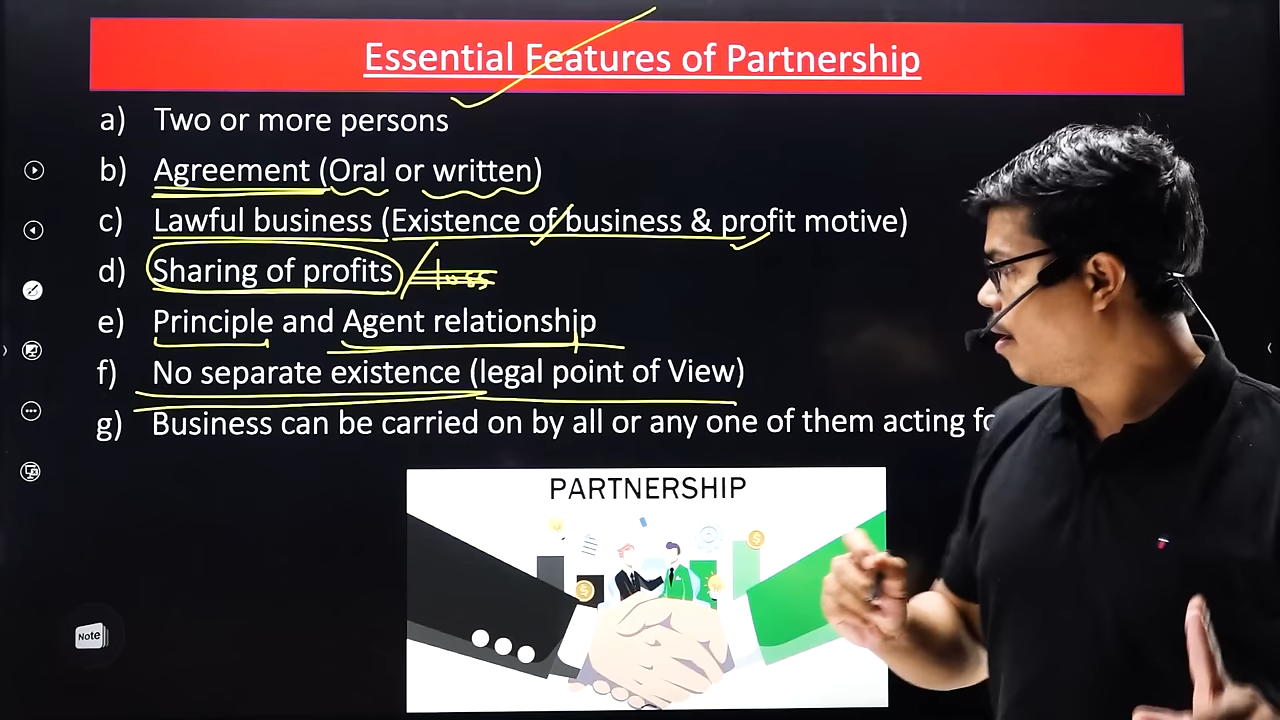 Essential Features of Partnership
a) Two or more persons
b) Agreement (Oral or written)
c) Lawful business (Existence of business & profit motive)
d) Sharing of profits / loss
e) Principle and Agent relationship
f) No separate existence (legal point of View)
g) Business can be carried on by all or any one of them acting fo
PARTNERSHIP
Note